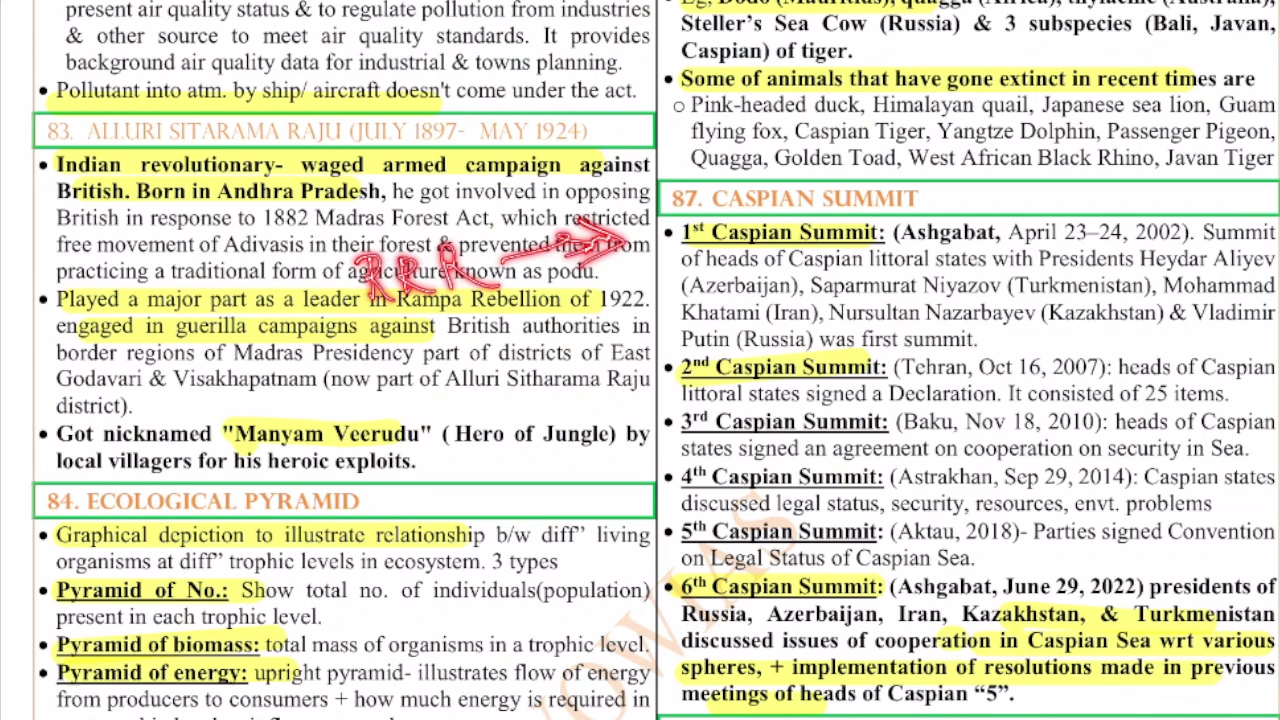 present air quality status & to regulate pollution from industries
& other source to meet air quality standards. It provides
background air quality data for industrial & towns planning.
• Pollutant into atm. by ship/ aircraft doesn't come under the act.
83. ALLURI SITARAMA RAJU (JULY 1897- MAY 1924)
• Indian revolutionary- waged armed campaign against
British. Born in Andhra Pradesh, he got involved in opposing
British in response to 1882 Madras Forest Act, which restricted
free movement of Adivasis in their forest & prevented them from
practicing a traditional form of agriculture known as podu.
RRR
• Played a major part as a leader in Rampa Rebellion of 1922.
engaged in guerilla campaigns against British authorities in
border regions of Madras Presidency part of districts of East
Godavari & Visakhapatnam (now part of Alluri Sitharama Raju
district).
• Got nicknamed "Manyam Veerudu" ( Hero of Jungle) by
local villagers for his heroic exploits.
84. ECOLOGICAL PYRAMID
• Graphical depiction to illustrate relationship b/w diff' living
organisms at diff' trophic levels in ecosystem. 3 types
• Pyramid of No.: Show total no. of individuals(population)
present in each trophic level.
• Pyramid of biomass: total mass of organisms in a trophic level.
• Pyramid of energy: upright pyramid- illustrates flow of energy
from producers to consumers + how much energy is required in
Eg, Dodo (Mauritius), quagga (Africa), thylacine (Australia),
Steller's Sea Cow (Russia) & 3 subspecies (Bali, Javan,
Caspian) of tiger.
• Some of animals that have gone extinct in recent times are
o Pink-headed duck, Himalayan quail, Japanese sea lion, Guam
flying fox, Caspian Tiger, Yangtze Dolphin, Passenger Pigeon,
Quagga, Golden Toad, West African Black Rhino, Javan Tiger
87. CASPIAN SUMMIT
• 1st Caspian Summit: (Ashgabat, April 23–24, 2002). Summit
of heads of Caspian littoral states with Presidents Heydar Aliyev
(Azerbaijan), Saparmurat Niyazov (Turkmenistan), Mohammad
Khatami (Iran), Nursultan Nazarbayev (Kazakhstan) & Vladimir
Putin (Russia) was first summit.
• 2nd Caspian Summit: (Tehran, Oct 16, 2007): heads of Caspian
littoral states signed a Declaration. It consisted of 25 items.
• 3rd Caspian Summit: (Baku, Nov 18, 2010): heads of Caspian
states signed an agreement on cooperation on security in Sea.
• 4th Caspian Summit: (Astrakhan, Sep 29, 2014): Caspian states
discussed legal status, security, resources, envt. problems
• 5th Caspian Summit: (Aktau, 2018)- Parties signed Convention
on Legal Status of Caspian Sea.
• 6th Caspian Summit: (Ashgabat, June 29, 2022) presidents of
Russia, Azerbaijan, Iran, Kazakhstan, & Turkmenistan
discussed issues of cooperation in Caspian Sea wrt various
spheres, + implementation of resolutions made in previous
meetings of heads of Caspian “5”.